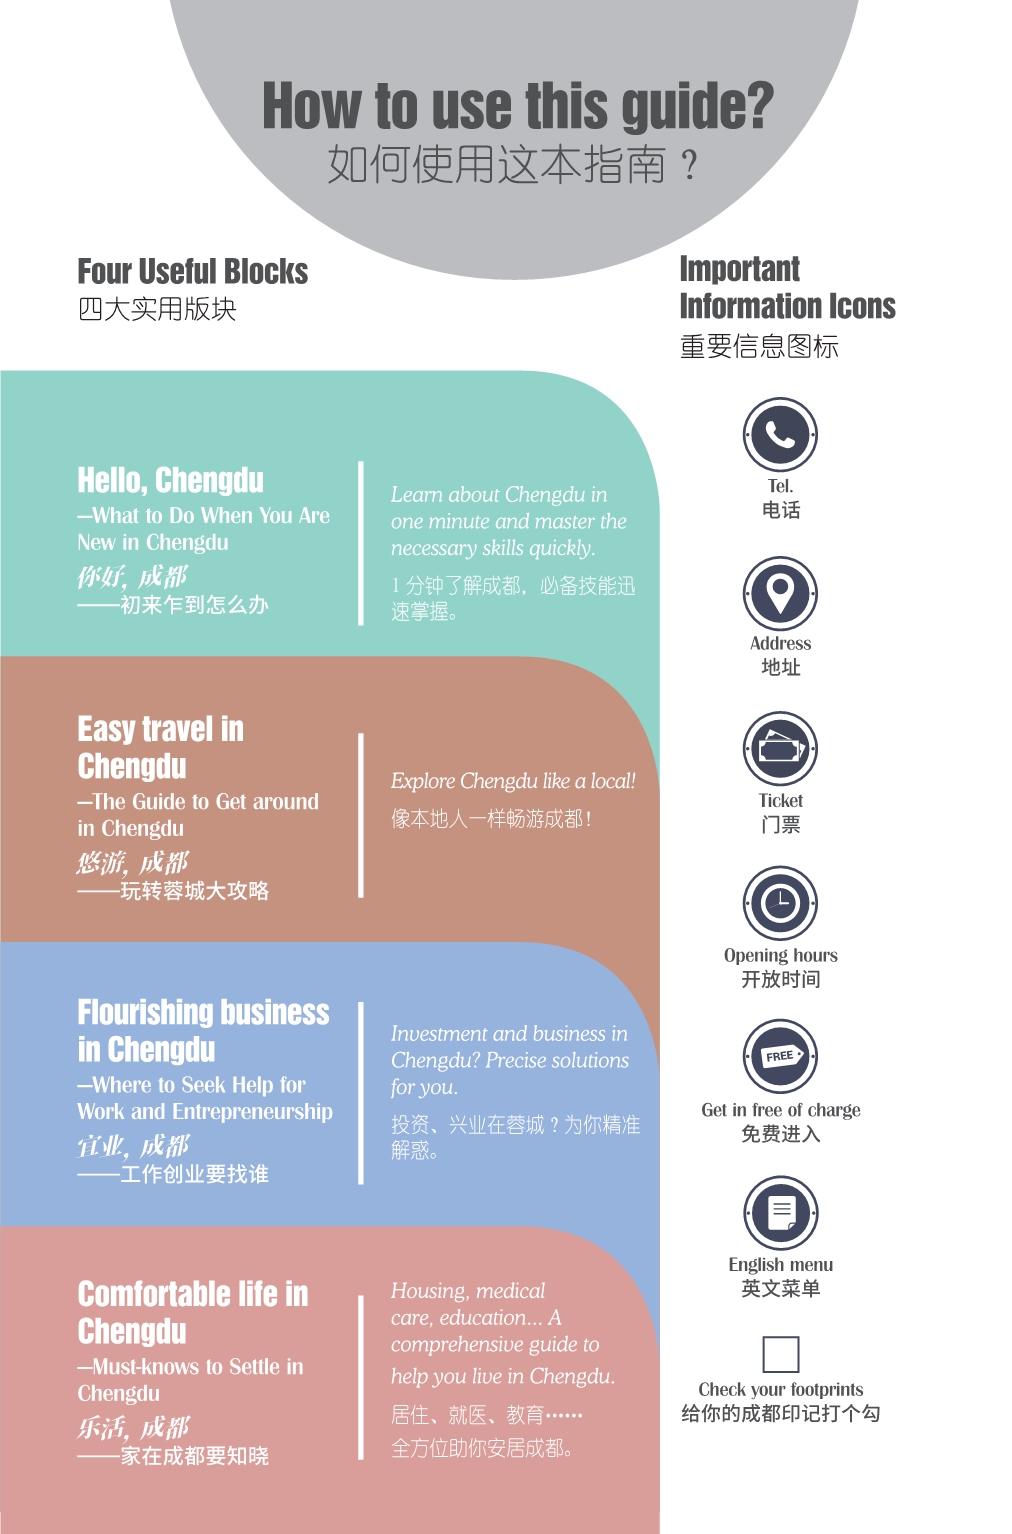 How to use this guide?
如何使用这本指南？
Four Useful Blocks
四大实用版块
Hello, Chengdu
—What to Do When You Are
New in Chengdu
你好, 成都
——初来乍到怎么办
Learn about Chengdu in
one minute and master the
necessary skills quickly.
1 分钟了解成都，必备技能迅
速掌握。
Easy travel in
Chengdu
—The Guide to Get around
in Chengdu
悠游, 成都
——玩转蓉城大攻略
Explore Chengdu like a local!
像本地人一样畅游成都！
Flourishing business
in Chengdu
—Where to Seek Help for
Work and Entrepreneurship
宜业, 成都
——工作创业要找谁
Investment and business in
Chengdu? Precise solutions
for you.
投资、兴业在蓉城？为你精准
解惑。
Comfortable life in
Chengdu
—Must-knows to Settle in
Chengdu
乐活, 成都
——家在成都要知晓
Housing, medical
care, education... A
comprehensive guide to
help you live in Chengdu.
居住、就医、教育……
全方位助你安居成都。
Important
Information Icons
重要信息图标
Tel.
电话
Address
地址
Ticket
门票
Opening hours
开放时间
FREE
Get in free of charge
免费进入
English menu
英文菜单
Check your footprints
给你的成都印记打个勾